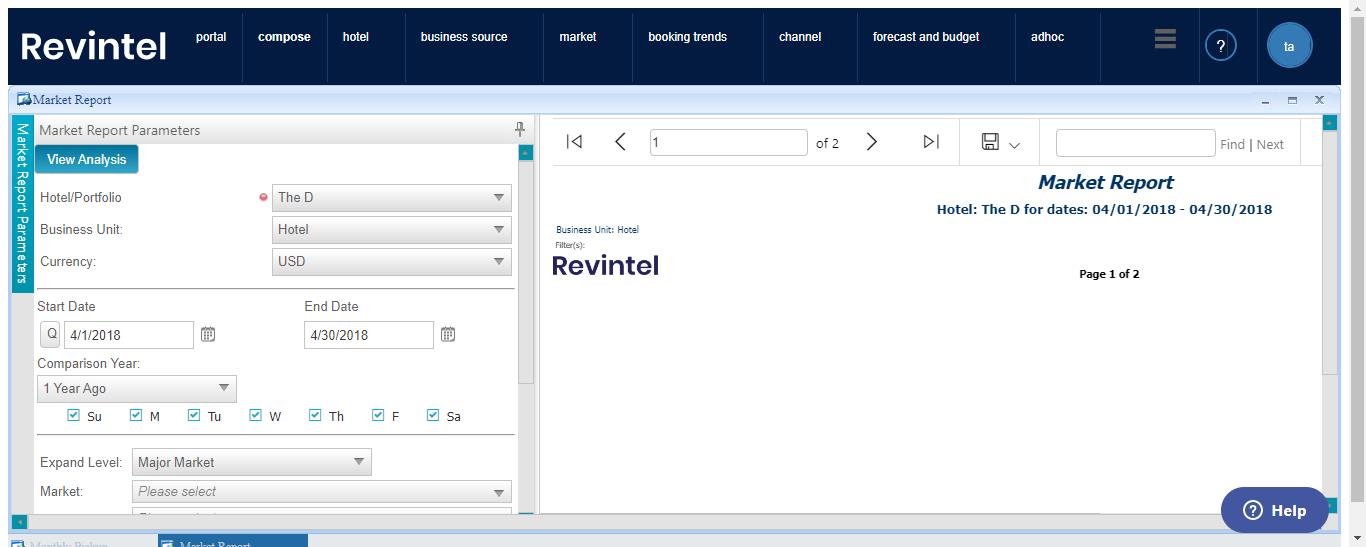 Revintel
portal compose hotel business source market booking trends channel forecast and budget adhoc ? ta
Market Report
Market Report Parameters
Market Report Parameters
View Analysis
Hotel/Portfolio The D
Business Unit: Hotel
Currency: USD
Start Date End Date
Q 4/1/2018 4/30/2018
Comparison Year:
1 Year Ago
Su M Tu W Th F Sa
Expand Level: Major Market
Market: Please select
1 of 2 Find | Next
Market Report
Hotel: The D for dates: 04/01/2018 - 04/30/2018
Business Unit: Hotel
Filter(s):
Revintel
Page 1 of 2
? Help
Market Report